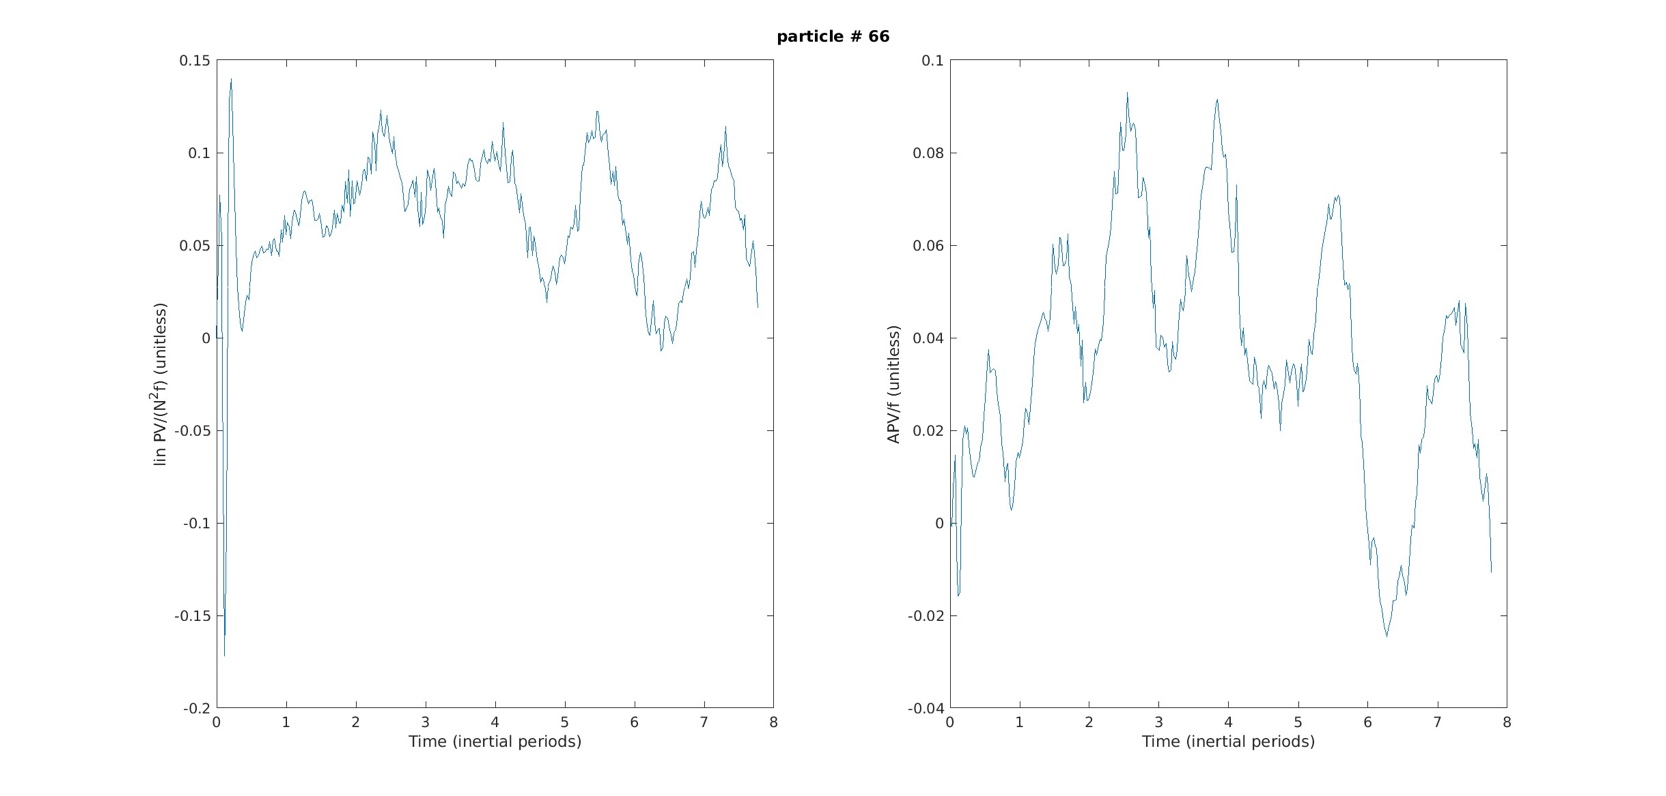 particle # 66
0.15
0.1
0.05
0
-0.05
-0.1
-0.15
-0.2
lin PV/(N²f) (unitless)
0 1 2 3 4 5 6 7 8
Time (inertial periods)
0.1
0.08
0.06
0.04
0.02
0
-0.02
-0.04
APV/f (unitless)
0 1 2 3 4 5 6 7 8
Time (inertial periods)